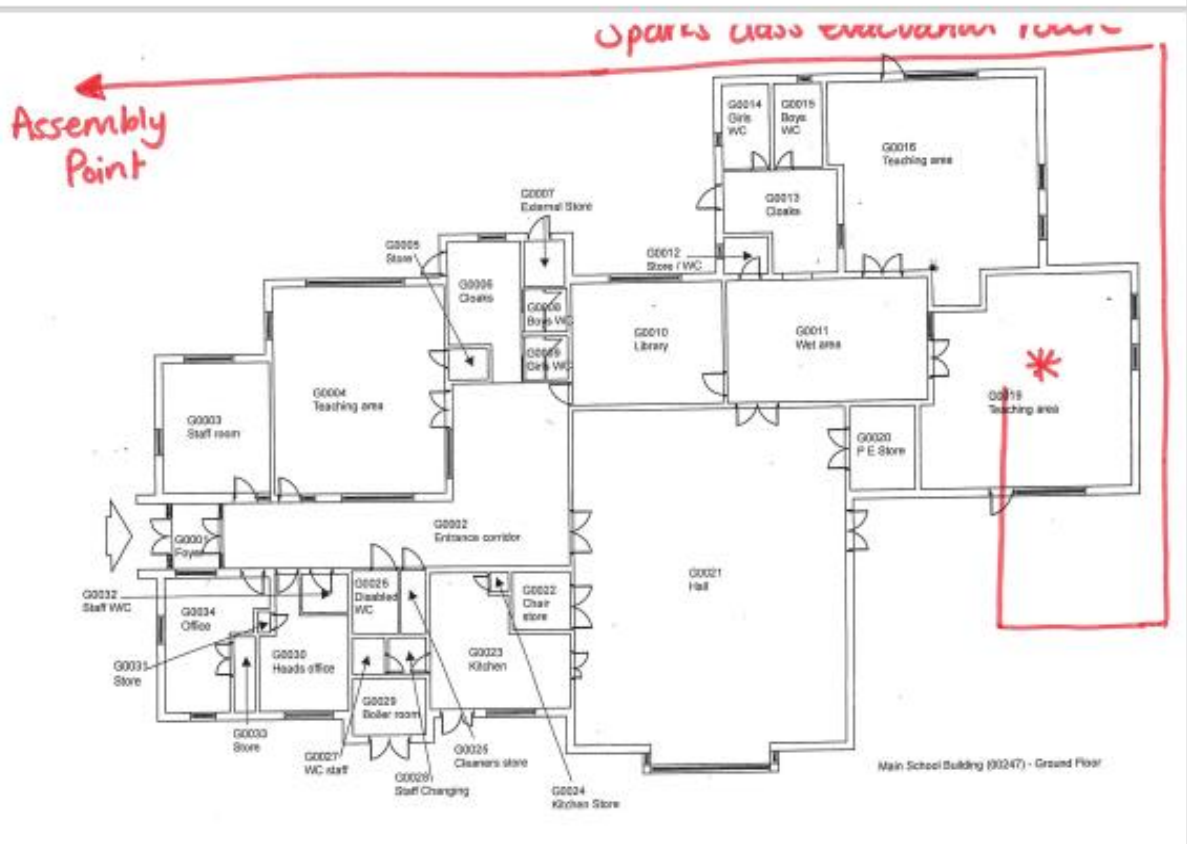 Sparks class evacuation route
Assembly
Point
G0014
Girls
WC
G0015
Boys
WC
G0016
Teaching area
G0007
External Store
G0013
Cloaks
G0005
Store
G0012
Store / WC
G0006
Cloaks
G0008
Boys WC
G0010
Library
G0011
Wet area
G0009
Girls WC
G0004
Teaching area
G0019
Teaching area
G0003
Staff room
G0020
P E Store
G0001
Foyer
G0002
Entrance corridor
G0021
Hall
G0032
Staff WC
G0026
Disabled
WC
G0022
Chair
store
G0034
Office
G0030
Heads office
G0023
Kitchen
G0031
Store
G0029
Boiler room
G0033
Store
G0027
WC staff
G0025
Cleaners store
G0028
Staff Changing
G0024
Kitchen Store
Main School Building (00247) - Ground Floor